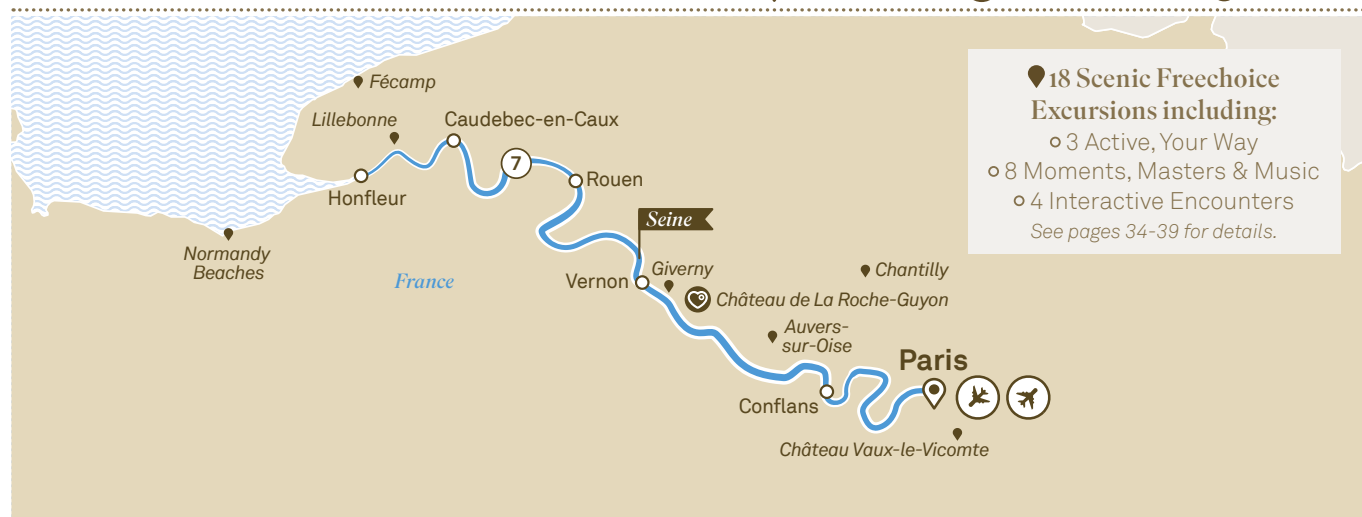 18 Scenic Freechoice
Excursions including:
3 Active, Your Way
8 Moments, Masters & Music
4 Interactive Encounters
See pages 34-39 for details.
Fécamp
Lillebonne
Caudebec-en-Caux
7
Rouen
Honfleur
Seine
Normandy
Beaches
France
Vernon
Giverny
Chantilly
Château de La Roche-Guyon
Auvers-
sur-Oise
Paris
Conflans
Château Vaux-le-Vicomte